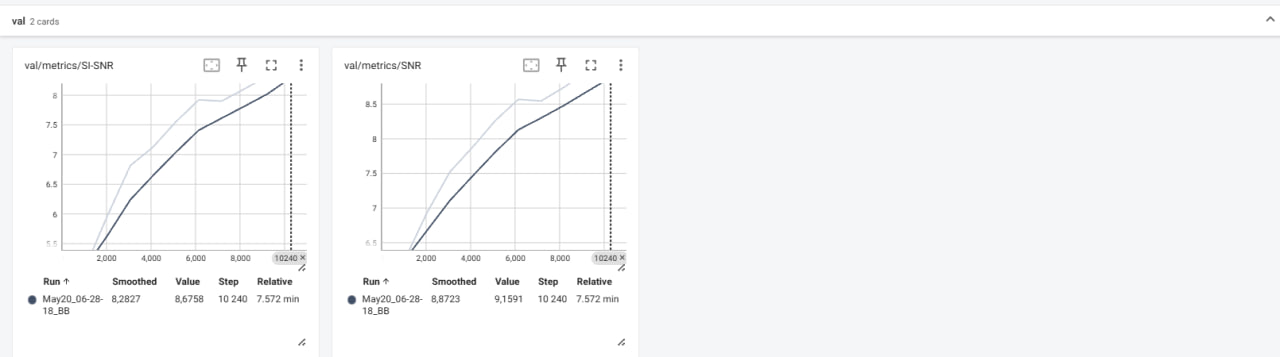 val 2 cards
val/metrics/SI-SNR
8
7.5
7
6.5
6
5.5
2,000 4,000 6,000 8,000 10240 ×
Run ↑ Smoothed Value Step Relative
May20_06-28-18_BB 8,2827 8,6758 10 240 7.572 min
val/metrics/SNR
8.5
8
7.5
7
6.5
2,000 4,000 6,000 8,000 10240 ×
Run ↑ Smoothed Value Step Relative
May20_06-28-18_BB 8,8723 9,1591 10 240 7.572 min